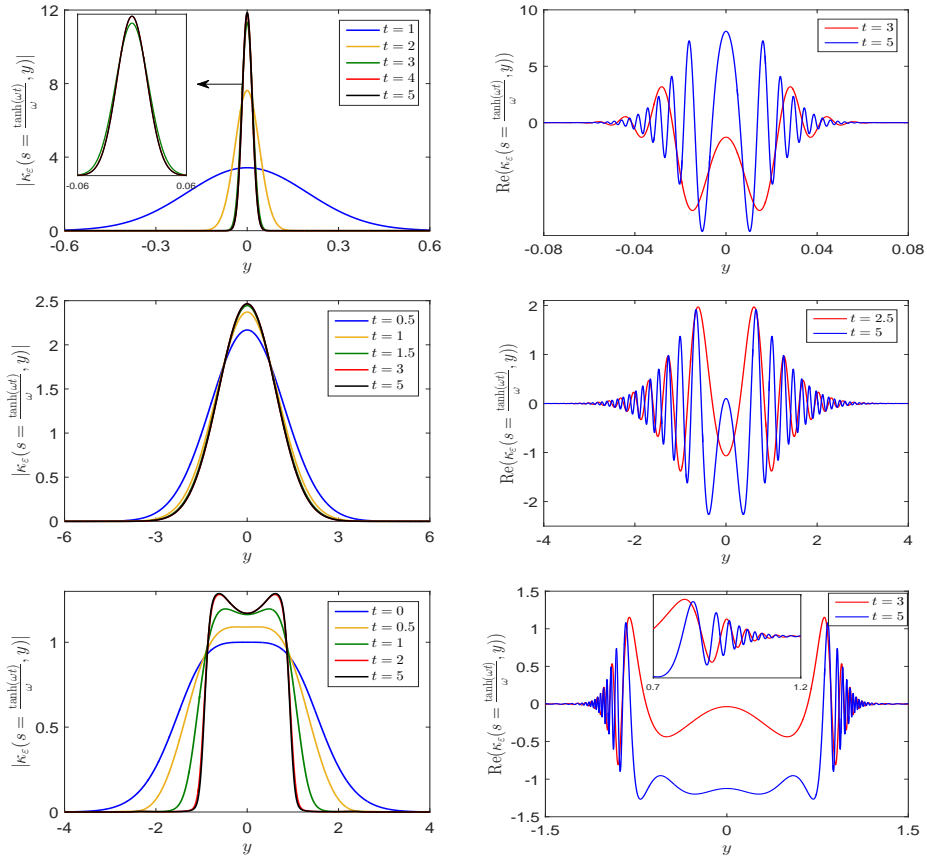 |κ_ε(s = tanh(ωt)/ω, y)|
12
8
4
0
-0.6 -0.3 0 0.3 0.6
y
-0.06 0.06
t = 1
t = 2
t = 3
t = 4
t = 5
Re(κ_ε(s = tanh(ωt)/ω, y))
10
5
0
-0.08 -0.04 0 0.04 0.08
y
t = 3
t = 5
|κ_ε(s = tanh(ωt)/ω, y)|
2.5
2
1.5
1
0.5
0
-6 -3 0 3 6
y
t = 0.5
t = 1
t = 1.5
t = 3
t = 5
Re(κ_ε(s = tanh(ωt)/ω, y))
2
1
0
-1
-2
-4 -2 0 2 4
y
t = 2.5
t = 5
|κ_ε(s = tanh(ωt)/ω, y)|
1
0.5
0
-4 -2 0 2 4
y
t = 0
t = 0.5
t = 1
t = 2
t = 5
Re(κ_ε(s = tanh(ωt)/ω, y))
1.5
1
0.5
0
-0.5
-1
-1.5
-1.5 0 1.5
y
0.7 1.2
t = 3
t = 5